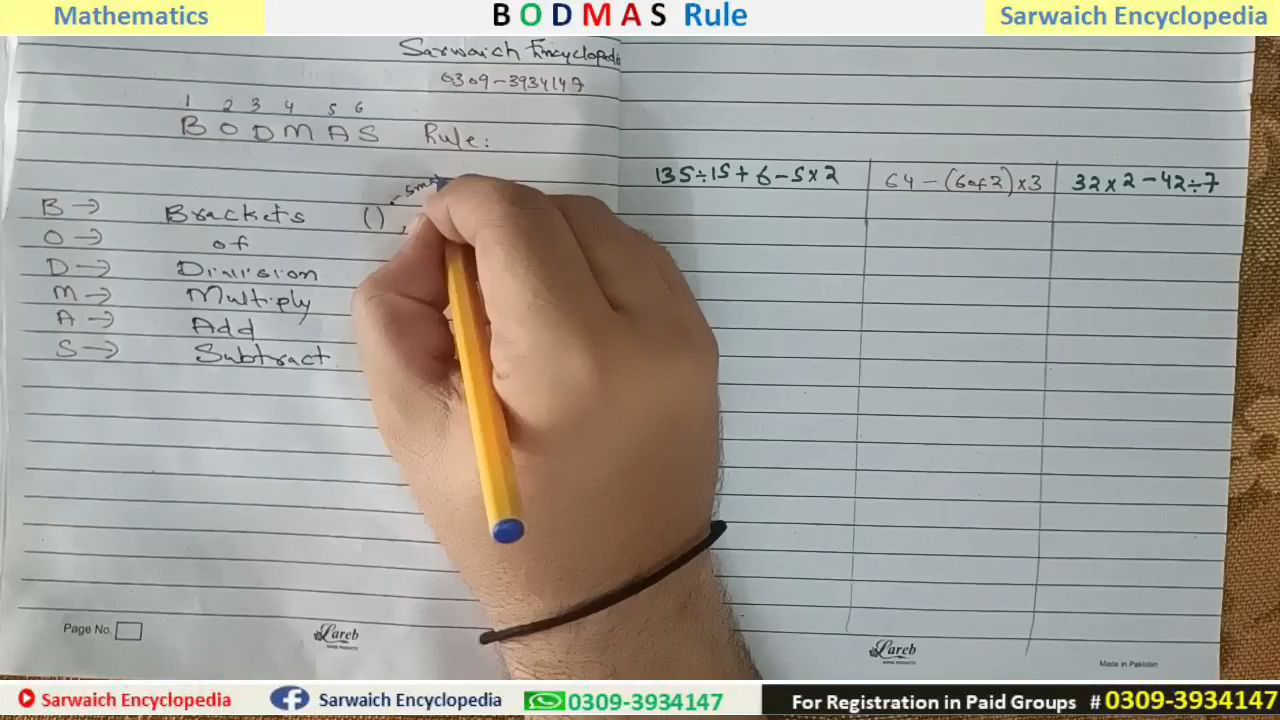 Mathematics
BODMAS Rule
Sarwaich Encyclopedia
Sarwaich Encyclopedia
0309-3934147
1 2 3 4 5 6
BODMAS Rule:
B → Brackets ( ) ,
O → of
D → Division
M → Multiply
A → Add
S → Subtract
135÷15+6-5×2
64-(6of2)×3
32×2-42÷7
Page No.
Lareb
Lareb
Made in Pakistan
Sarwaich Encyclopedia
Sarwaich Encyclopedia
0309-3934147
For Registration in Paid Groups # 0309-3934147